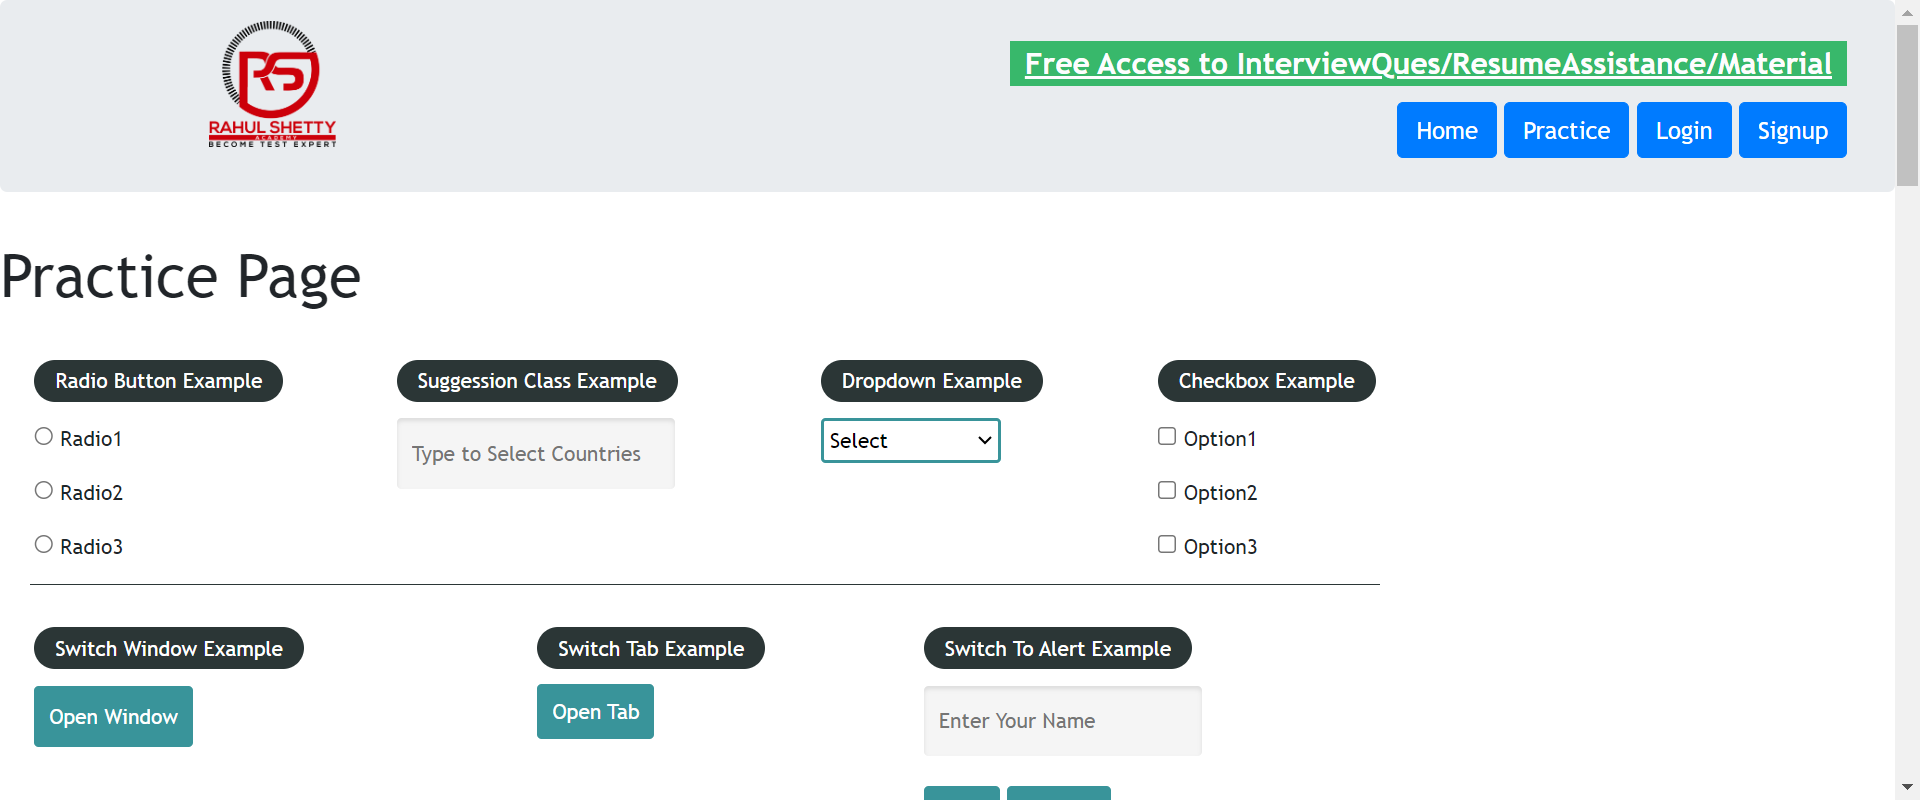 RAHUL SHETTY
ACADEMY
BECOME TEST EXPERT
Free Access to InterviewQues/ResumeAssistance/Material
Home Practice Login Signup
Practice Page
Radio Button Example
Radio1
Radio2
Radio3
Suggession Class Example
Type to Select Countries
Dropdown Example
Select
Checkbox Example
Option1
Option2
Option3
Switch Window Example
Open Window
Switch Tab Example
Open Tab
Switch To Alert Example
Enter Your Name